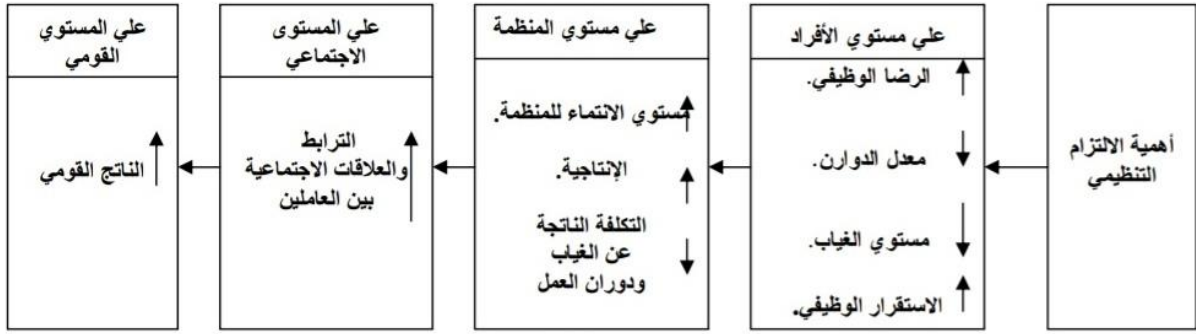 أهمية الالتزام
التنظيمي
علي مستوي الأفراد
الرضا الوظيفي.
معدل الدوارن.
مستوي الغياب.
الاستقرار الوظيفي.
علي مستوي المنظمة
مستوي الانتماء للمنظمة.
الإنتاجية.
التكلفة الناتجة
عن الغياب
ودوران العمل
علي المستوى
الاجتماعي
الترابط
والعلاقات الاجتماعية
بين العاملين
علي المستوي
القومي
الناتج القومي